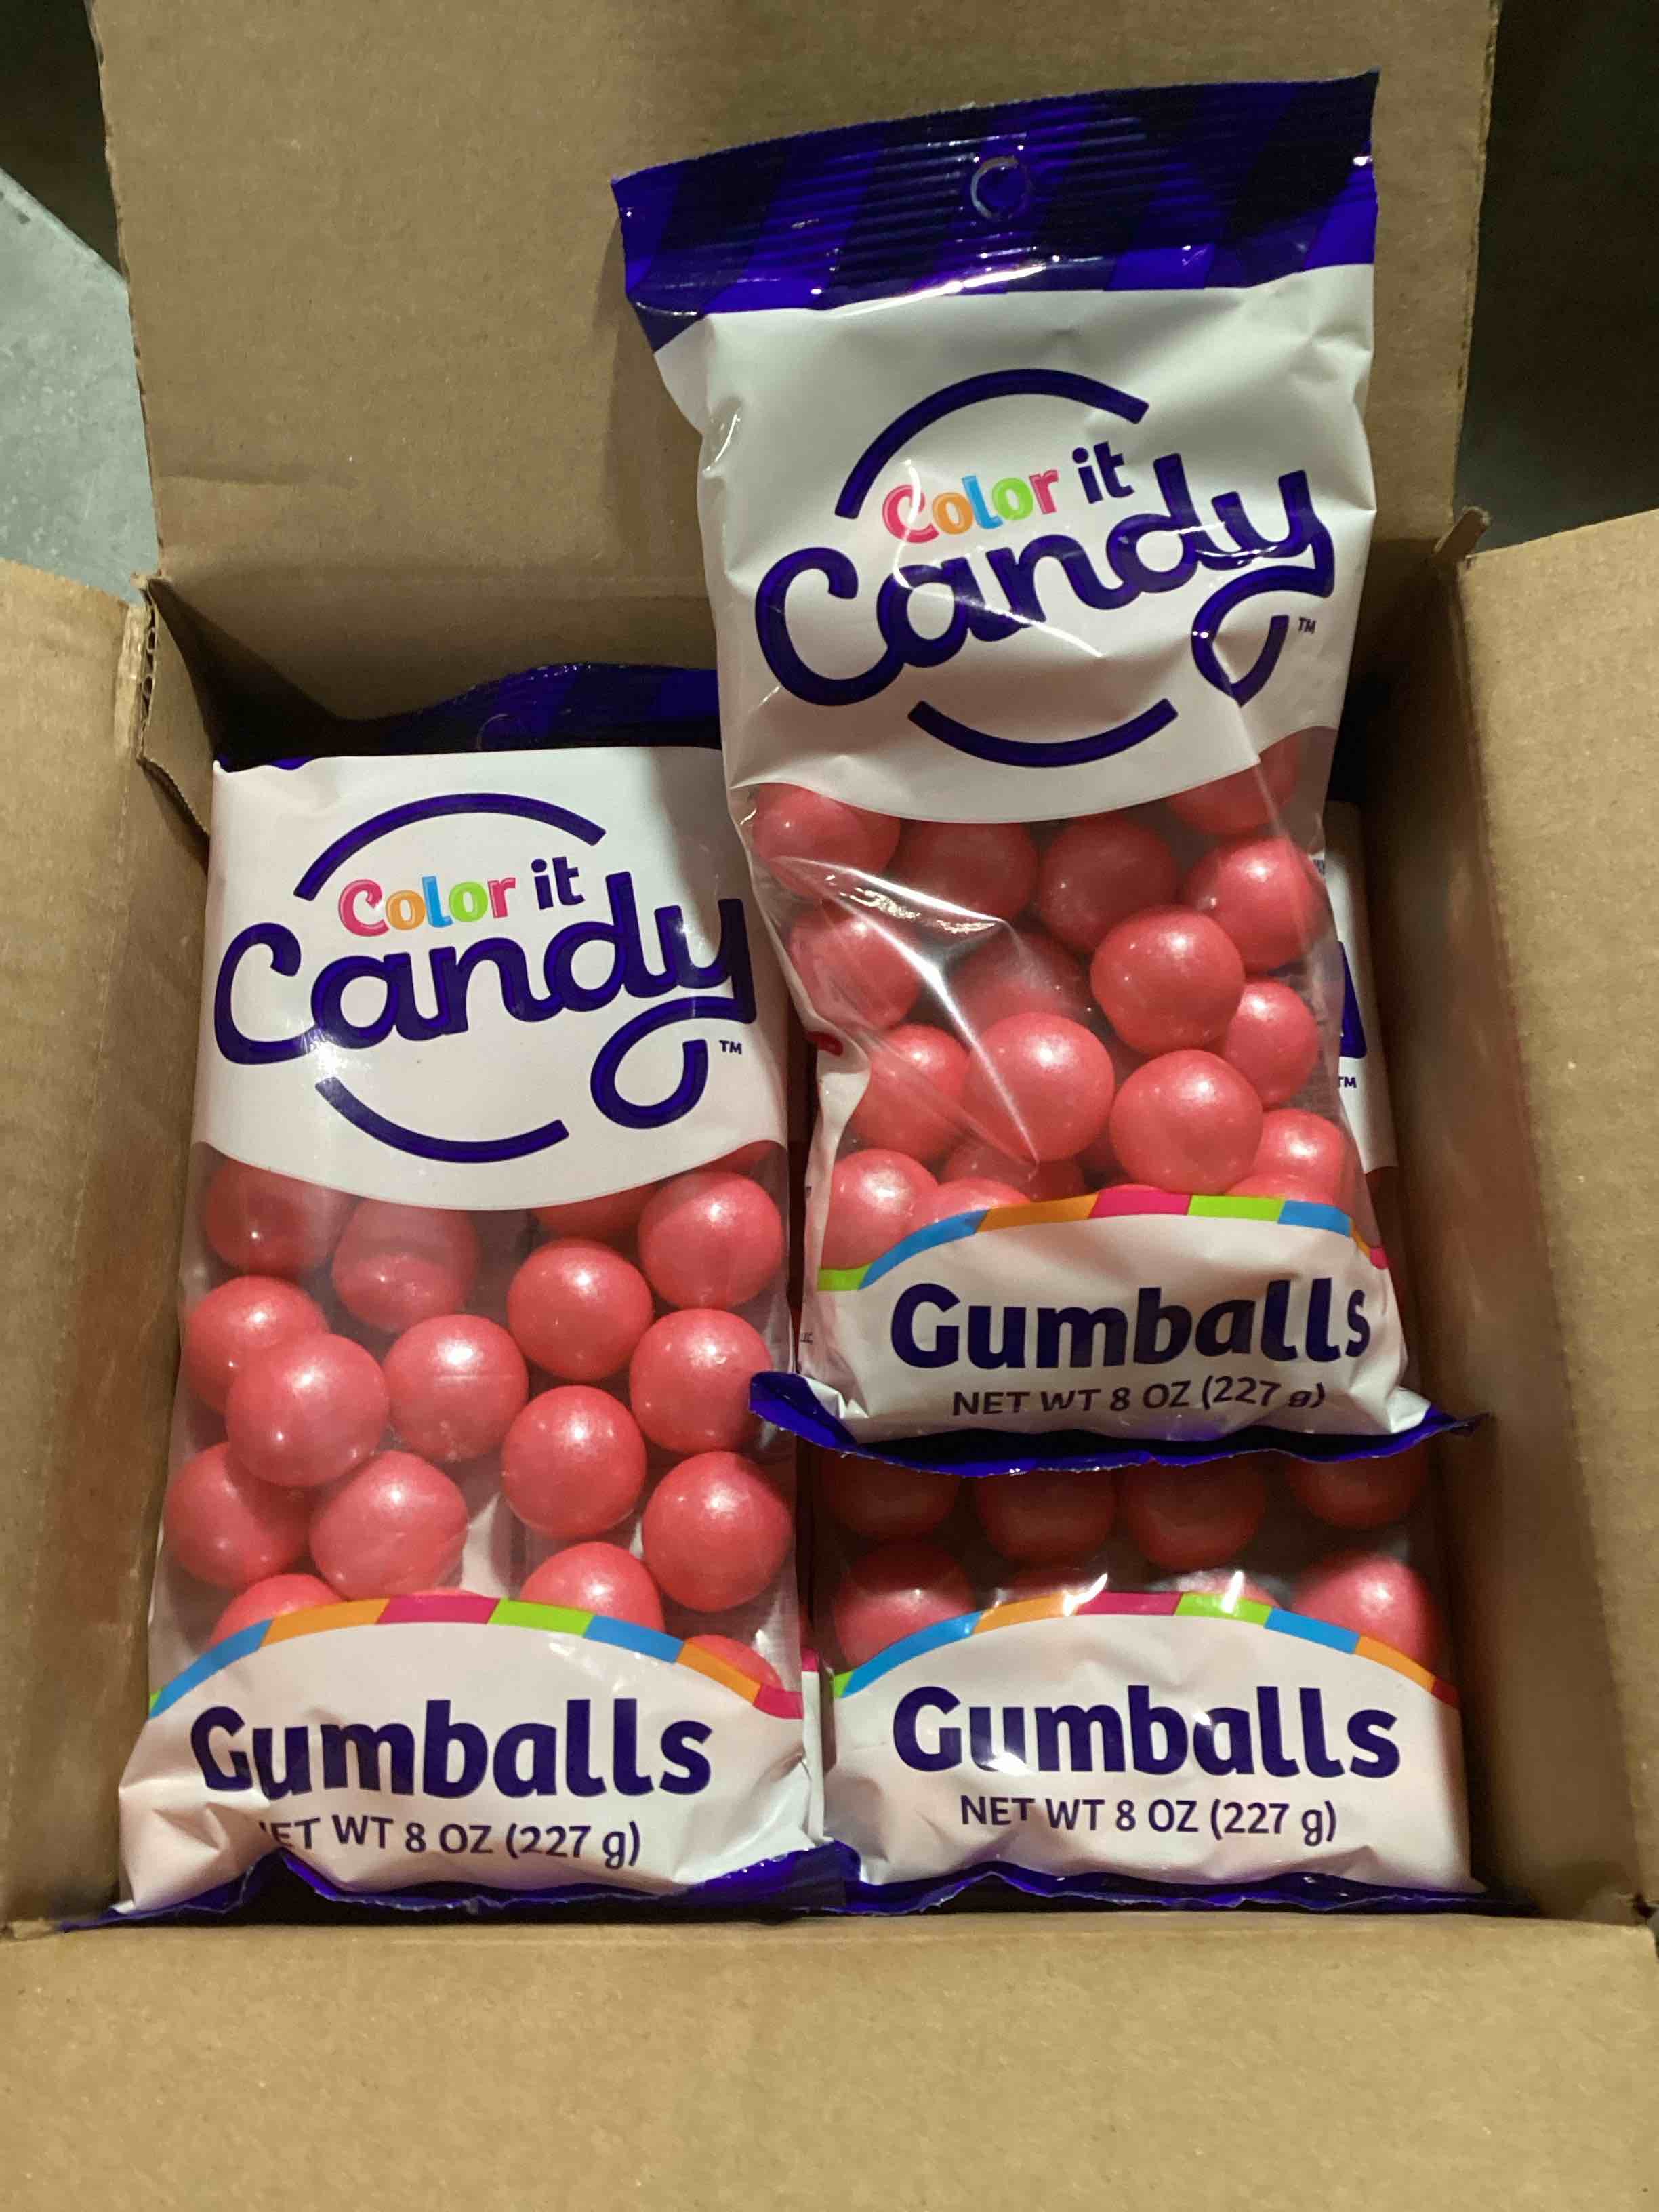 Color it
Candy
TM
Gumballs
NET WT 8 OZ (227 g)
Color it
Candy
TM
Gumballs
ET WT 8 OZ (227 g)
TM
Gumballs
NET WT 8 OZ (227 g)